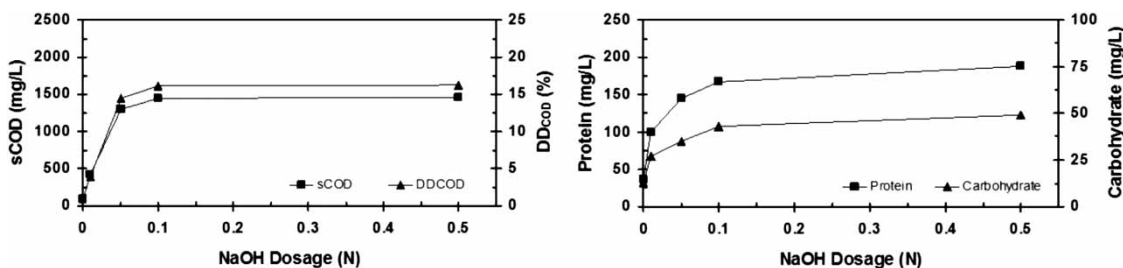 2500
2000
1500
1000
500
0
sCOD (mg/L)
25
20
15
10
5
0
DDCOD (%)
sCOD DDCOD
0 0.1 0.2 0.3 0.4 0.5
NaOH Dosage (N)
250
200
150
100
50
0
Protein (mg/L)
100
75
50
25
0
Carbohydrate (mg/L)
Protein Carbohydrate
0 0.1 0.2 0.3 0.4 0.5
NaOH Dosage (N)